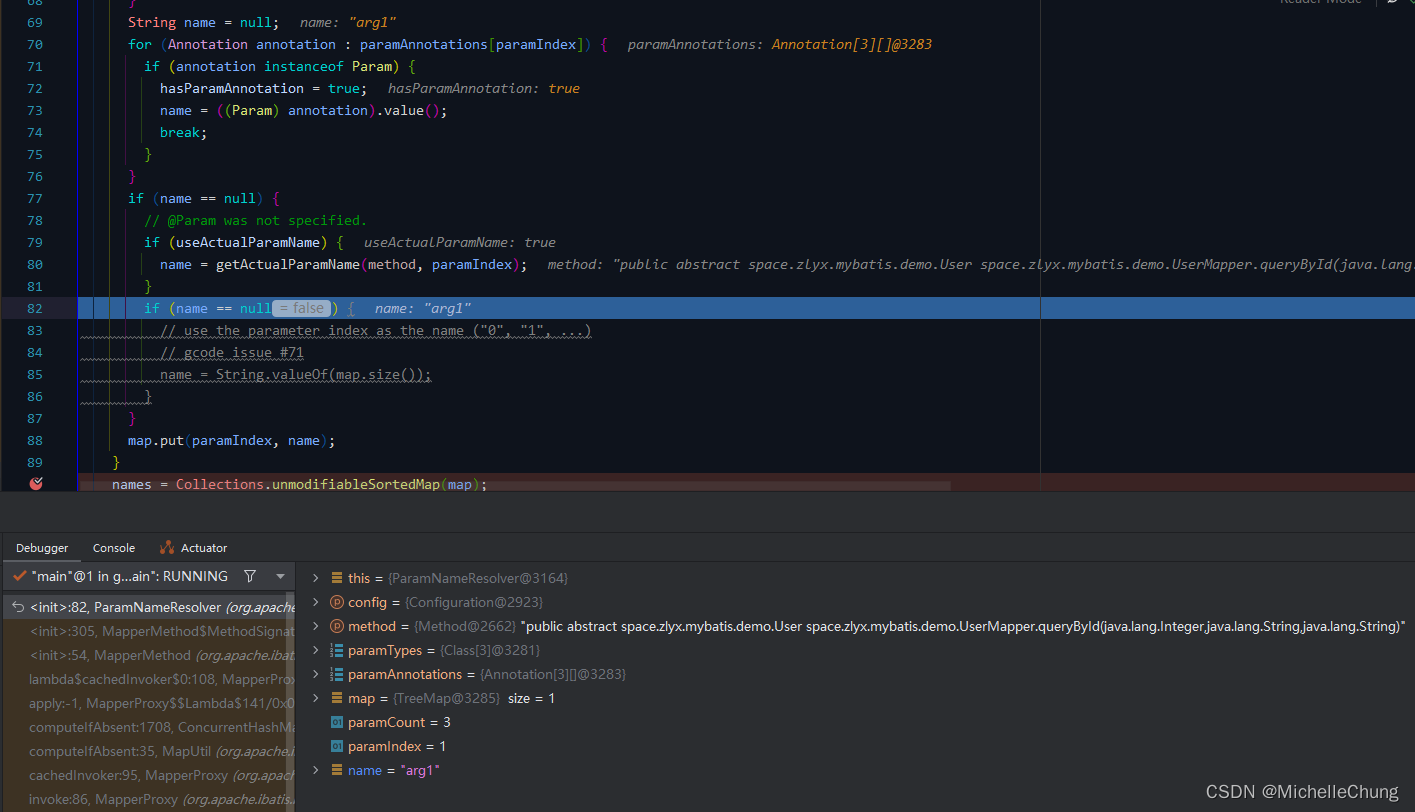 68 }
Reader Mode
69 String name = null; name: "arg1"
70 for (Annotation annotation : paramAnnotations[paramIndex]) { paramAnnotations: Annotation[3][]@3283
71 if (annotation instanceof Param) {
72 hasParamAnnotation = true; hasParamAnnotation: true
73 name = ((Param) annotation).value();
74 break;
75 }
76 }
77 if (name == null) {
78 // @Param was not specified.
79 if (useActualParamName) { useActualParamName: true
80 name = getActualParamName(method, paramIndex); method: "public abstract space.zlyx.mybatis.demo.User space.zlyx.mybatis.demo.UserMapper.queryById(java.lang.
81 }
82 if (name == null = false ) { name: "arg1"
83 // use the parameter index as the name ("0", "1", ...)
84 // gcode issue #71
85 name = String.valueOf(map.size());
86 }
87 }
88 map.put(paramIndex, name);
89 }
names = Collections.unmodifiableSortedMap(map);
Debugger Console Actuator
"main"@1 in g...ain": RUNNING
<init>:82, ParamNameResolver (org.apache
<init>:305, MapperMethod$MethodSignat
<init>:54, MapperMethod (org.apache.ibati
lambda$cachedInvoker$0:108, MapperProx
apply:-1, MapperProxy$$Lambda$141/0x0
computeIfAbsent:1708, ConcurrentHashMa
computeIfAbsent:35, MapUtil (org.apache.i
cachedInvoker:95, MapperProxy (org.apach
invoke:86, MapperProxy (org.apache.ibatis.
this = {ParamNameResolver@3164}
config = {Configuration@2923}
method = {Method@2662} "public abstract space.zlyx.mybatis.demo.User space.zlyx.mybatis.demo.UserMapper.queryById(java.lang.Integer,java.lang.String,java.lang.String)"
paramTypes = {Class[3]@3281}
paramAnnotations = {Annotation[3][]@3283}
map = {TreeMap@3285} size = 1
paramCount = 3
paramIndex = 1
name = "arg1"
CSDN @MichelleChung